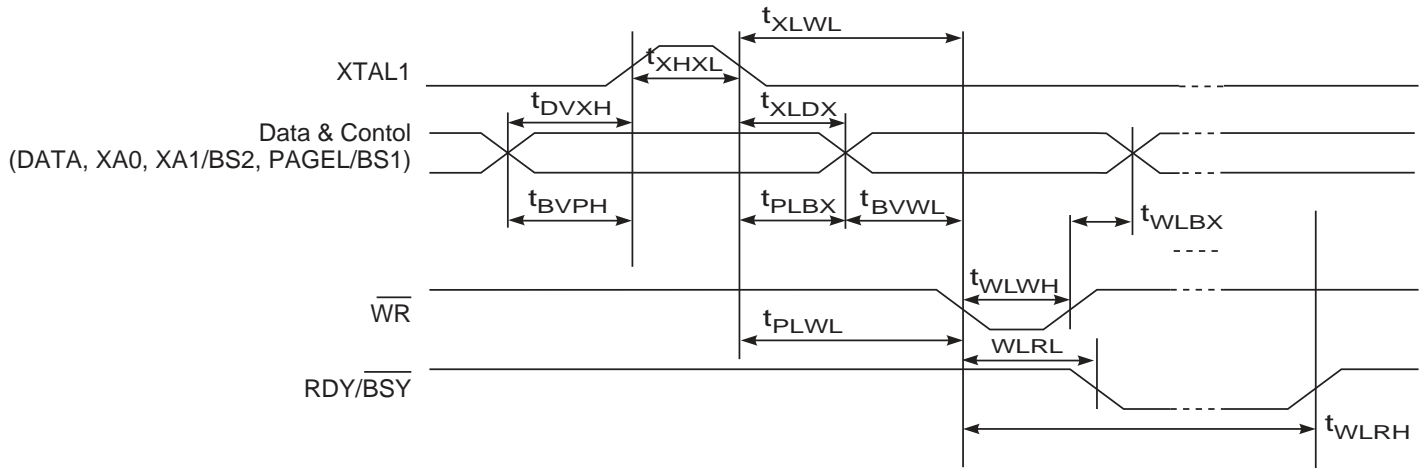 tXLWL
XTAL1
tXHXL
tDVXH
tXLDX
Data & Contol
(DATA, XA0, XA1/BS2, PAGEL/BS1)
tBVPH
tPLBX
tBVWL
tWLBX
WR
tWLWH
tPLWL
WLRL
RDY/BSY
tWLRH